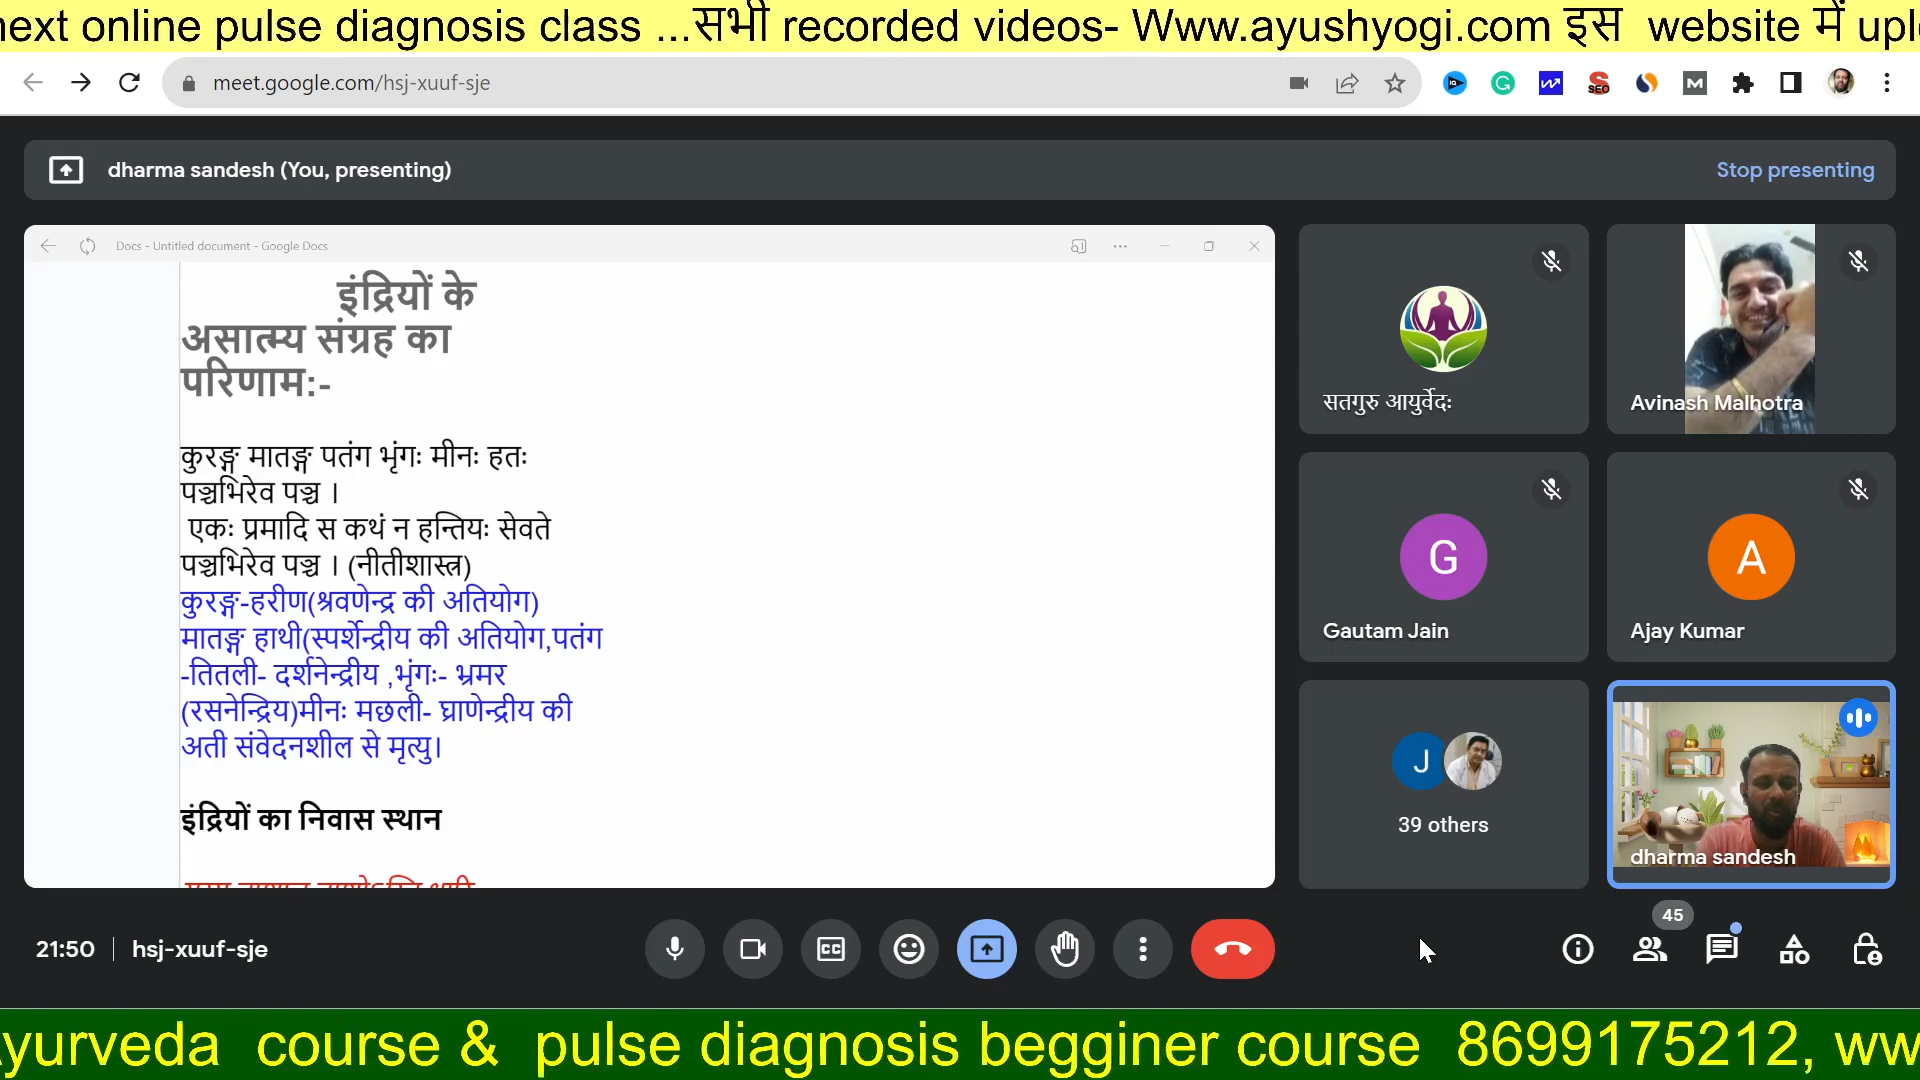 next online pulse diagnosis class ...सभी recorded videos- Www.ayushyogi.com इस website में
meet.google.com/hsj-xuuf-sje
dharma sandesh (You, presenting)
Stop presenting
Docs - Untitled document - Google Docs
इंद्रियों के
असात्म्य संग्रह का
परिणाम:-
कुरङ्ग मातङ्ग पतंग भृंगः मीनः हतः
पञ्चभिरेव पञ्च ।
एकः प्रमादि स कथं न हन्तियः सेवते
पञ्चभिरेव पञ्च । (नीतीशास्त्र)
कुरङ्ग-हरीण(श्रवणेन्द्र की अतियोग)
मातङ्ग हाथी(स्पर्शेन्द्रीय की अतियोग,पतंग
-तितली- दर्शनेन्द्रीय ,भृंगः- भ्रमर
(रसनेन्द्रिय)मीनः मछली- घ्राणेन्द्रीय की
अती संवेदनशील से मृत्यु।
इंद्रियों का निवास स्थान
सतगुरु आयुर्वेदः
Avinash Malhotra
G
Gautam Jain
A
Ajay Kumar
J
39 others
dharma sandesh
21:50
hsj-xuuf-sje
CC
45
yurveda course & pulse diagnosis begginer course 8699175212, ww